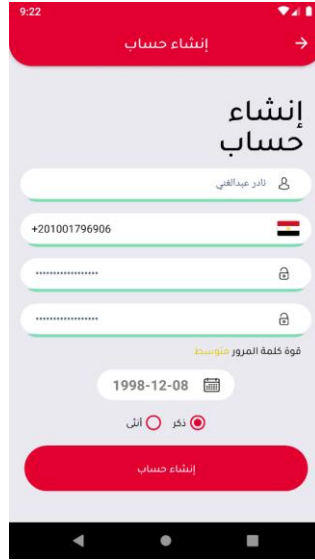 9:22
إنشاء حساب
إنشاء
حساب
نادر عبدالغني
+201001796906
قوة كلمة المرور متوسط
1998-12-08
ذكر أنثى
إنشاء حساب